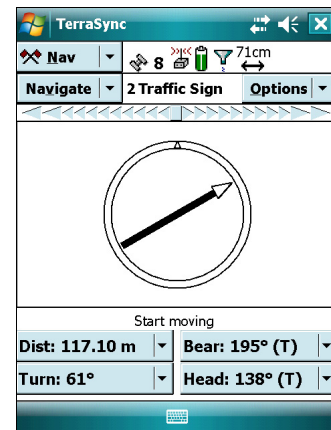 TerraSync
Nav 8 71cm
Navigate 2 Traffic Sign Options
Start moving
Dist: 117.10 m Bear: 195° (T)
Turn: 61° Head: 138° (T)